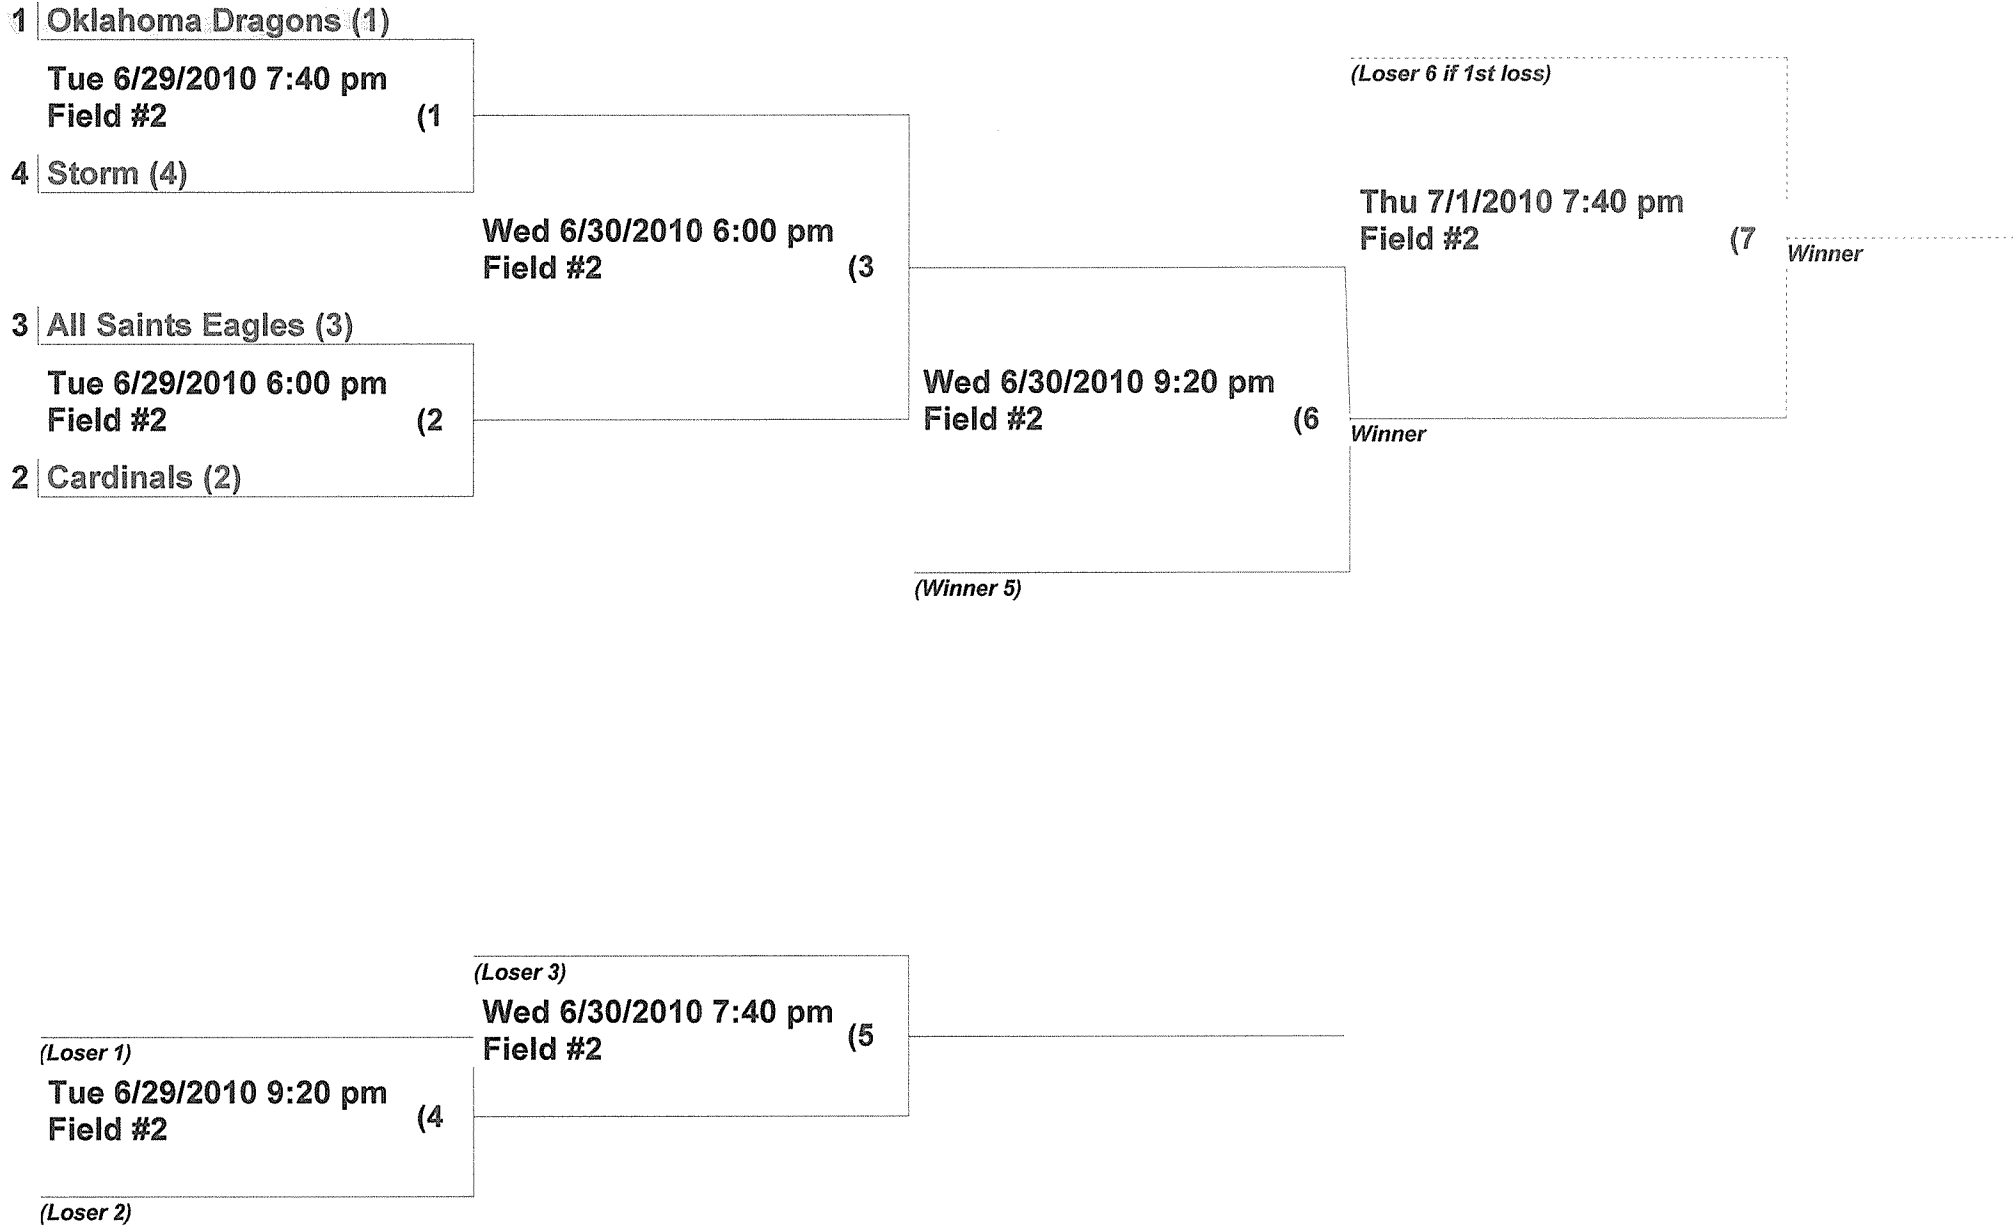 1 Oklahoma Dragons (1)
Tue 6/29/2010 7:40 pm
Field #2 (1
4 Storm (4)
Wed 6/30/2010 6:00 pm
Field #2 (3
3 All Saints Eagles (3)
Tue 6/29/2010 6:00 pm
Field #2 (2
2 Cardinals (2)
(Loser 6 if 1st loss)
Thu 7/1/2010 7:40 pm
Field #2 (7
Winner
Wed 6/30/2010 9:20 pm
Field #2 (6
Winner
(Winner 5)
(Loser 3)
Wed 6/30/2010 7:40 pm
Field #2 (5
(Loser 1)
Tue 6/29/2010 9:20 pm
Field #2 (4
(Loser 2)